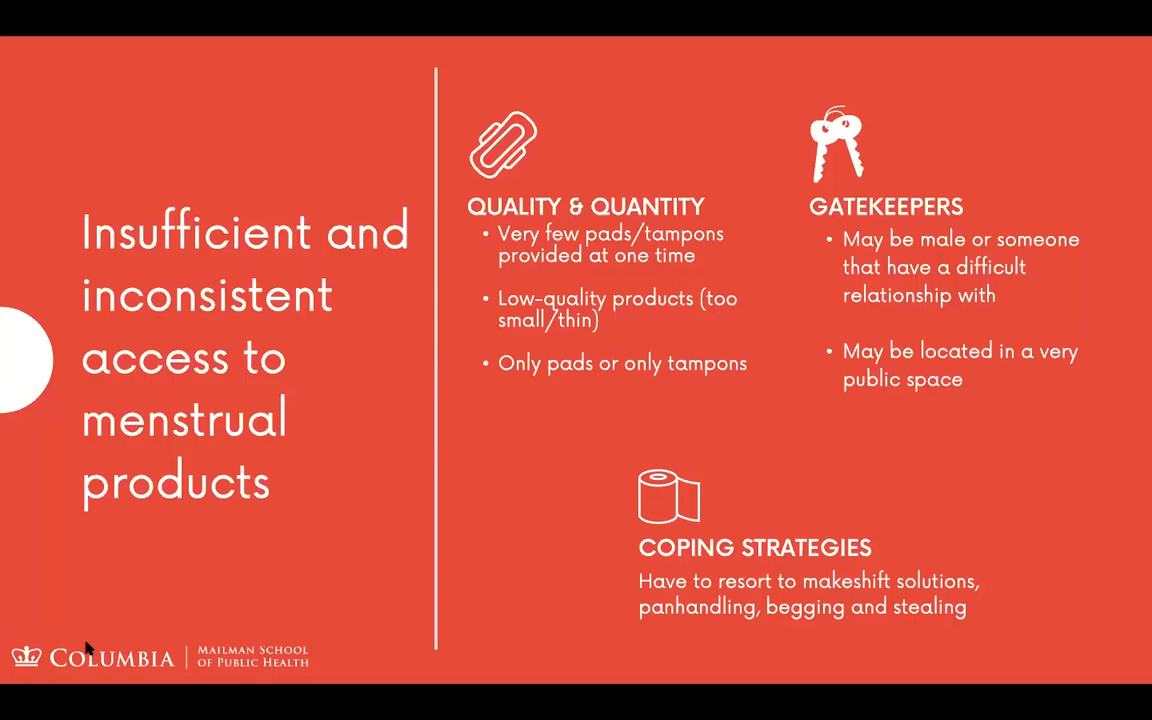 Insufficient and
inconsistent
access to
menstrual
products
QUALITY & QUANTITY
• Very few pads/tampons
provided at one time
• Low-quality products (too
small/thin)
• Only pads or only tampons
GATEKEEPERS
• May be male or someone
that have a difficult
relationship with
• May be located in a very
public space
COPING STRATEGIES
Have to resort to makeshift solutions,
panhandling, begging and stealing
COLUMBIA
MAILMAN SCHOOL
OF PUBLIC HEALTH